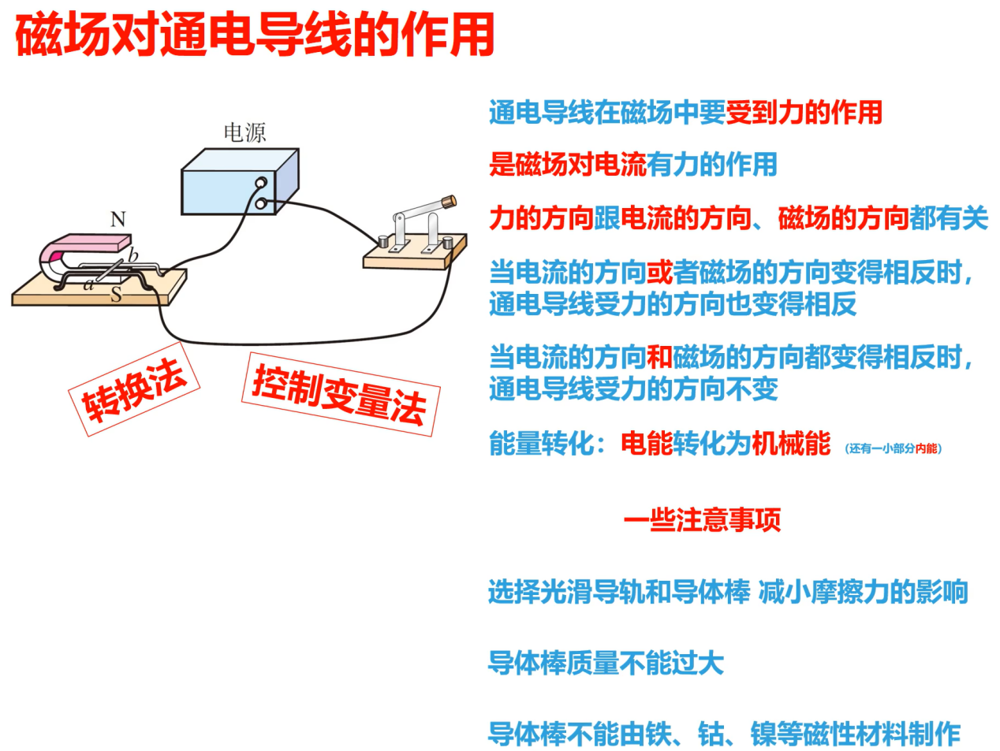 磁场对通电导线的作用
电源
N
b
a
S
转换法
控制变量法
通电导线在磁场中要受到力的作用
是磁场对电流有力的作用
力的方向跟电流的方向、磁场的方向都有关
当电流的方向或者磁场的方向变得相反时，
通电导线受力的方向也变得相反
当电流的方向和磁场的方向都变得相反时，
通电导线受力的方向不变
能量转化：电能转化为机械能（还有一小部分内能）
一些注意事项
选择光滑导轨和导体棒 减小摩擦力的影响
导体棒质量不能过大
导体棒不能由铁、钴、镍等磁性材料制作